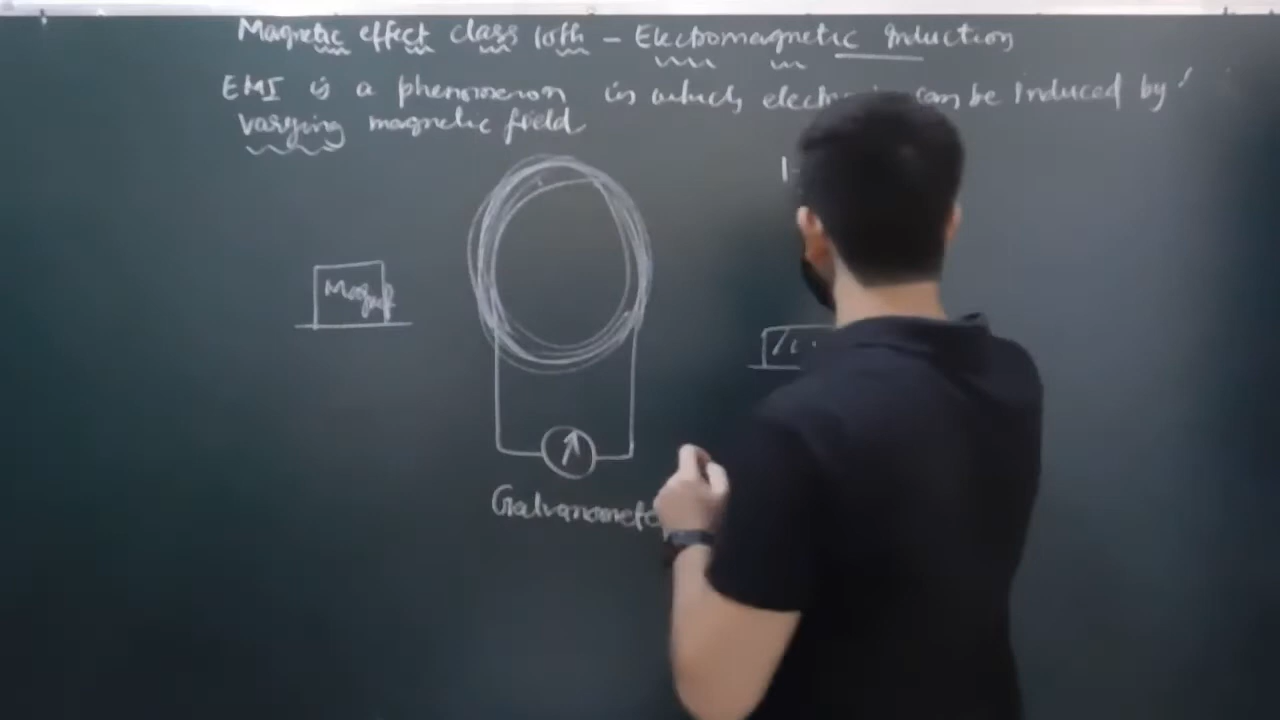 Magnetic effect class 10th - Electromagnetic Induction
EMI is a phenomenon in which can be Induced by
varying magnetic field
Magnet
Galvanometer